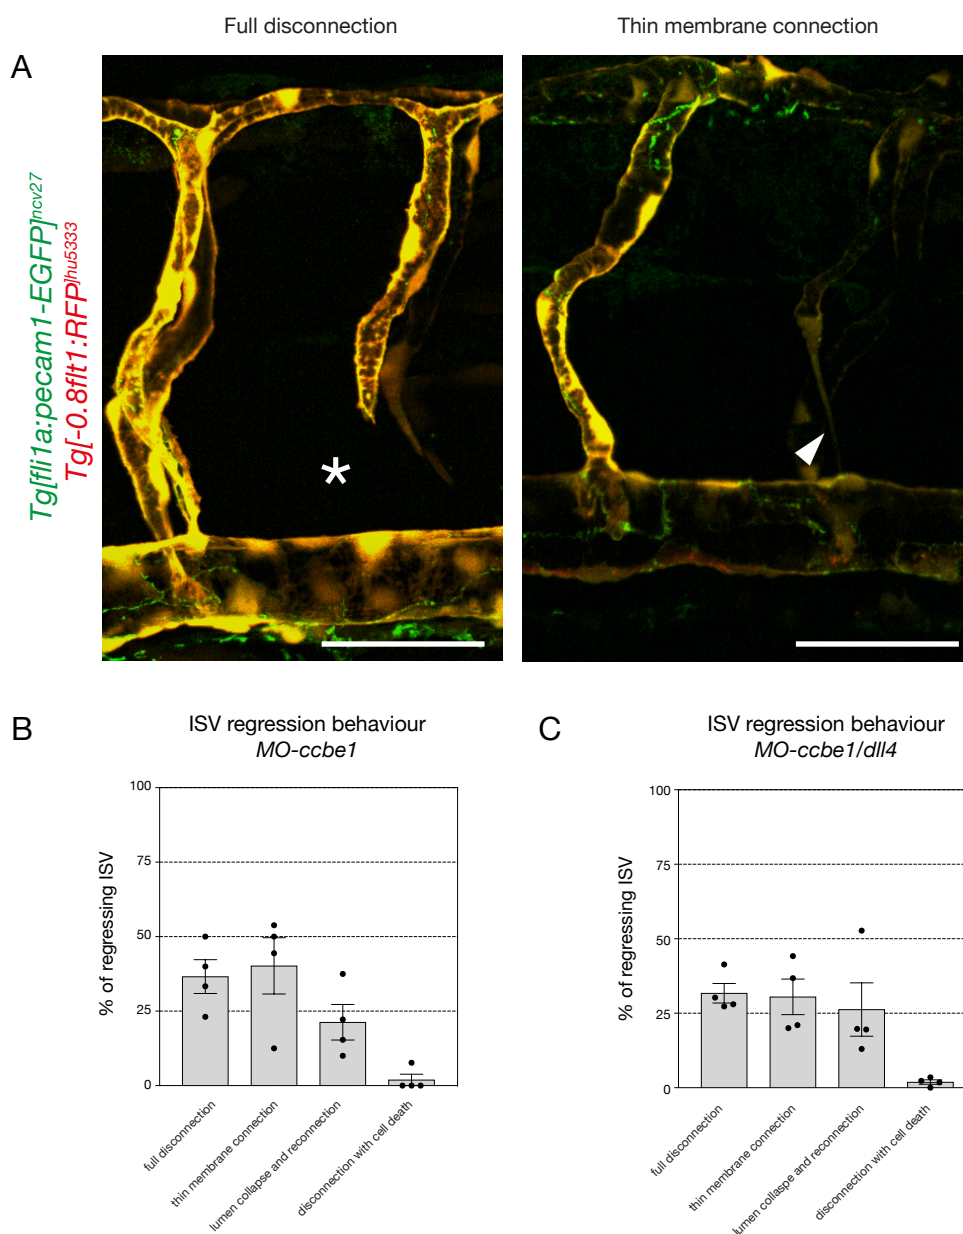 Full disconnection
Thin membrane connection
A
Tg[fli1a:pecam1-EGFP]ncv27
Tg[-0.8flt1:RFP]hu5333
*
B
ISV regression behaviour
MO-ccbe1
% of regressing ISV
100
75
50
25
0
full disconnection
thin membrane connection
lumen collapse and reconnection
disconnection with cell death
C
ISV regression behaviour
MO-ccbe1/dll4
% of regressing ISV
100
75
50
25
0
full disconnection
thin membrane connection
lumen collaspe and reconnection
disconnection with cell death